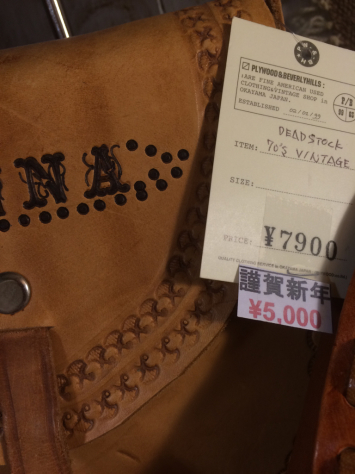 NA
PLYWOOD&BEVERLYHILLS:
ARE FINE AMERICAN USED
CLOTHING&VINTAGE SHOP in
OKAYAMA JAPAN.
ESTABLISHED
DEADSTOCK
ITEM: 70'S VINTAGE
SIZE:
PRICE: ¥7900
謹賀新年
¥5,000